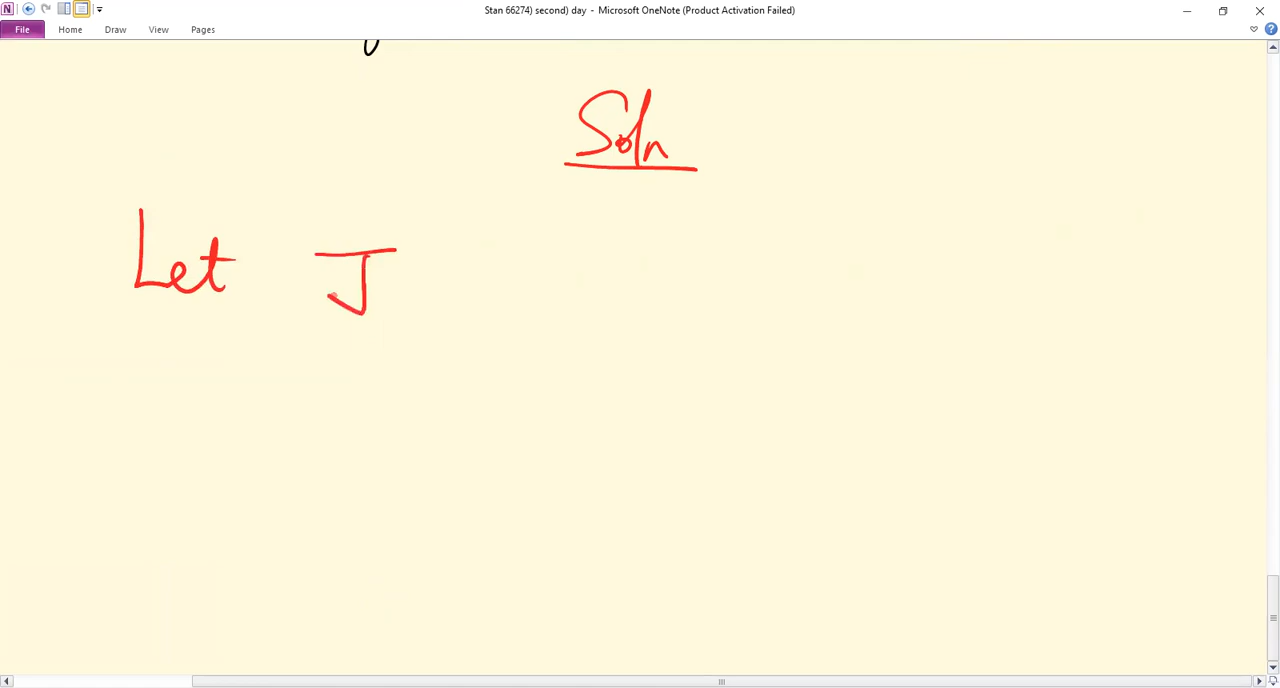 Stan 66274) second) day - Microsoft OneNote (Product Activation Failed)
File Home Draw View Pages
Soln
Let J